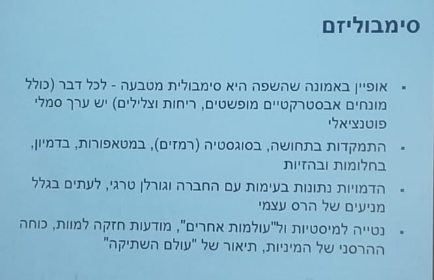 סימבוליזם
אופיין באמונה שהשפה היא סימבולית מטבעה - לכל דבר (כולל
מונחים אבסטרקטיים מופשטים, ריחות וצלילים) יש ערך סמלי
פוטנציאלי
התמקדות בתחושה, בסוגסטיה (רמזים), במטאפורות, בדמיון,
בחלומות ובהזיות
הדמויות נתונות בעימות עם החברה וגורלן טרגי, לעתים בגלל
מניעים של הרס עצמי
נטייה למיסטיות ול"עולמות אחרים", מודעות חזקה למוות, כוחה
ההרסני של המיניות, תיאור של "עולם השתיקה"